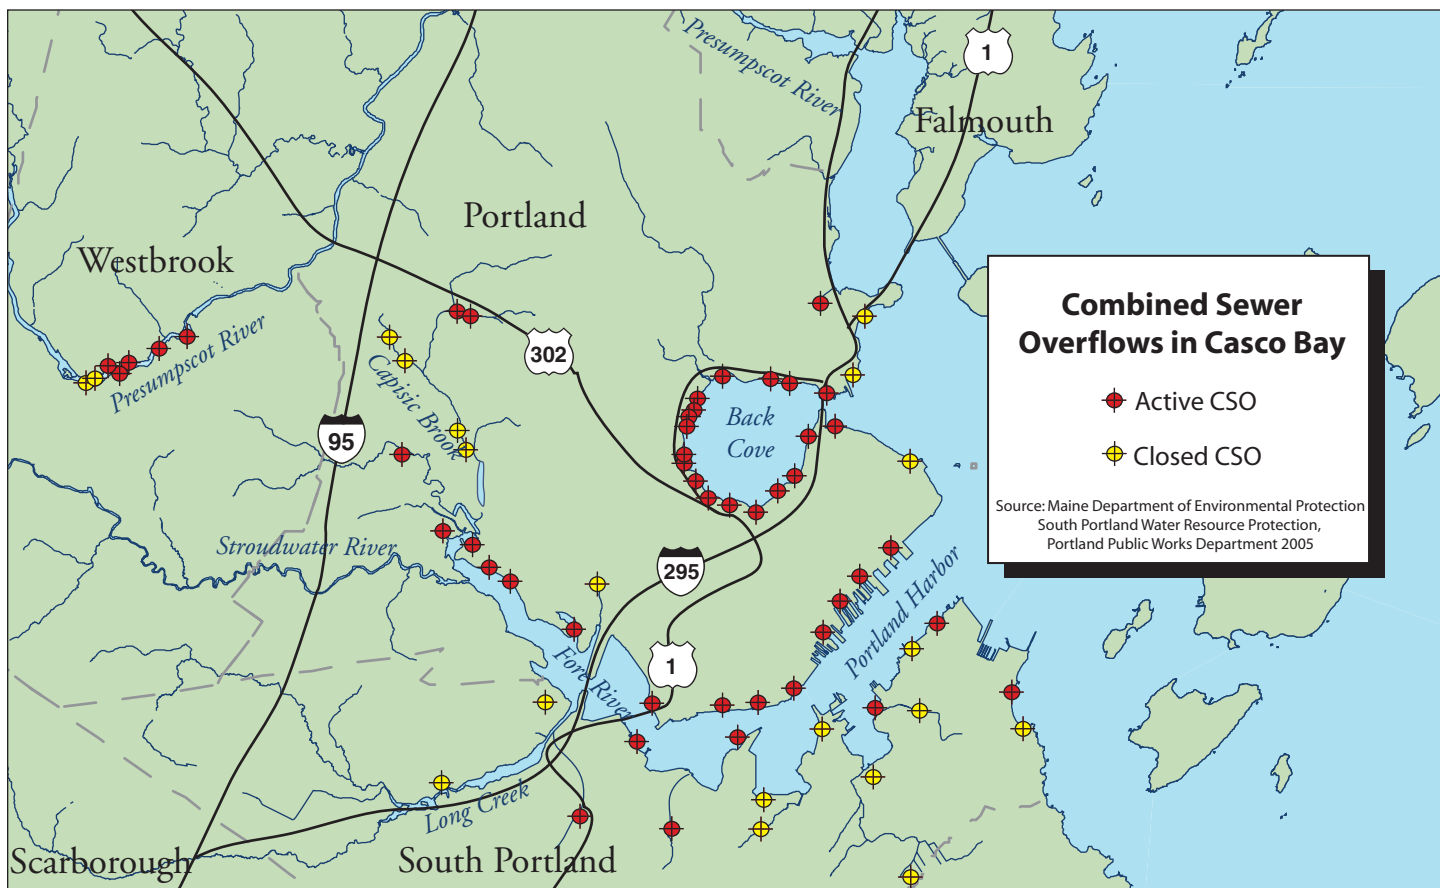 Presumpscot River
1
Falmouth
Portland
Westbrook
Combined Sewer
Overflows in Casco Bay
Active CSO
Closed CSO
Source: Maine Department of Environmental Protection
South Portland Water Resource Protection,
Portland Public Works Department 2005
Presumpscot River
302
Capisic Brook
95
Back
Cove
Stroudwater River
295
Portland Harbor
1
Fore River
Long Creek
Scarborough
South Portland